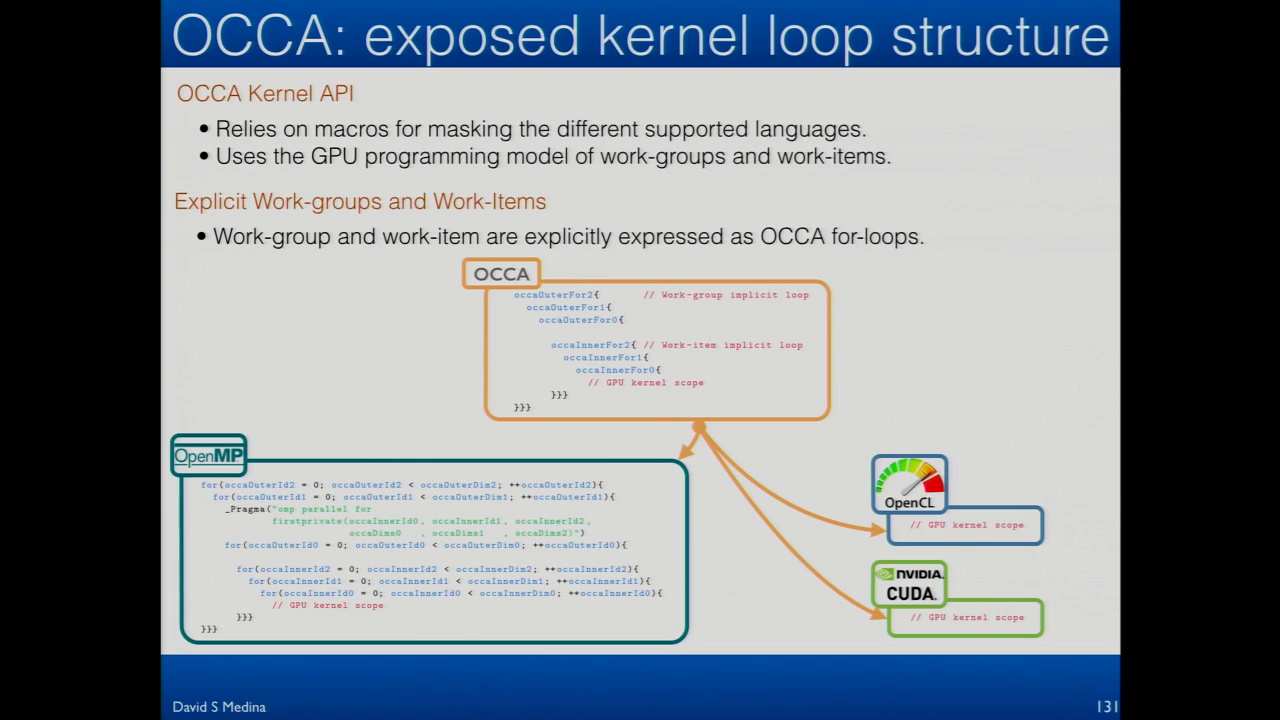 OCCA: exposed kernel loop structure
OCCA Kernel API
• Relies on macros for masking the different supported languages.
• Uses the GPU programming model of work-groups and work-items.
Explicit Work-groups and Work-Items
• Work-group and work-item are explicitly expressed as OCCA for-loops.
OCCA
occaOuterFor2{ // Work-group implicit loop
occaOuterFor1{
occaOuterFor0{
occaInnerFor2{ // Work-item implicit loop
occaInnerFor1{
occaInnerFor0{
// GPU kernel scope
}}}
}}}
OpenMP
for(occaOuterId2 = 0; occaOuterId2 < occaOuterDim2; ++occaOuterId2){
for(occaOuterId1 = 0; occaOuterId1 < occaOuterDim1; ++occaOuterId1){
_Pragma("omp parallel for
firstprivate(occaInnerId0, occaInnerId1, occaInnerId2,
occaDims0 , occaDims1 , occaDims2)")
for(occaOuterId0 = 0; occaOuterId0 < occaOuterDim0; ++occaOuterId0){
for(occaInnerId2 = 0; occaInnerId2 < occaInnerDim2; ++occaInnerId2){
for(occaInnerId1 = 0; occaInnerId1 < occaInnerDim1; ++occaInnerId1){
for(occaInnerId0 = 0; occaInnerId0 < occaInnerDim0; ++occaInnerId0){
// GPU kernel scope
}}}
}}}
OpenCL
// GPU kernel scope
NVIDIA.
CUDA.
// GPU kernel scope
David S Medina
131